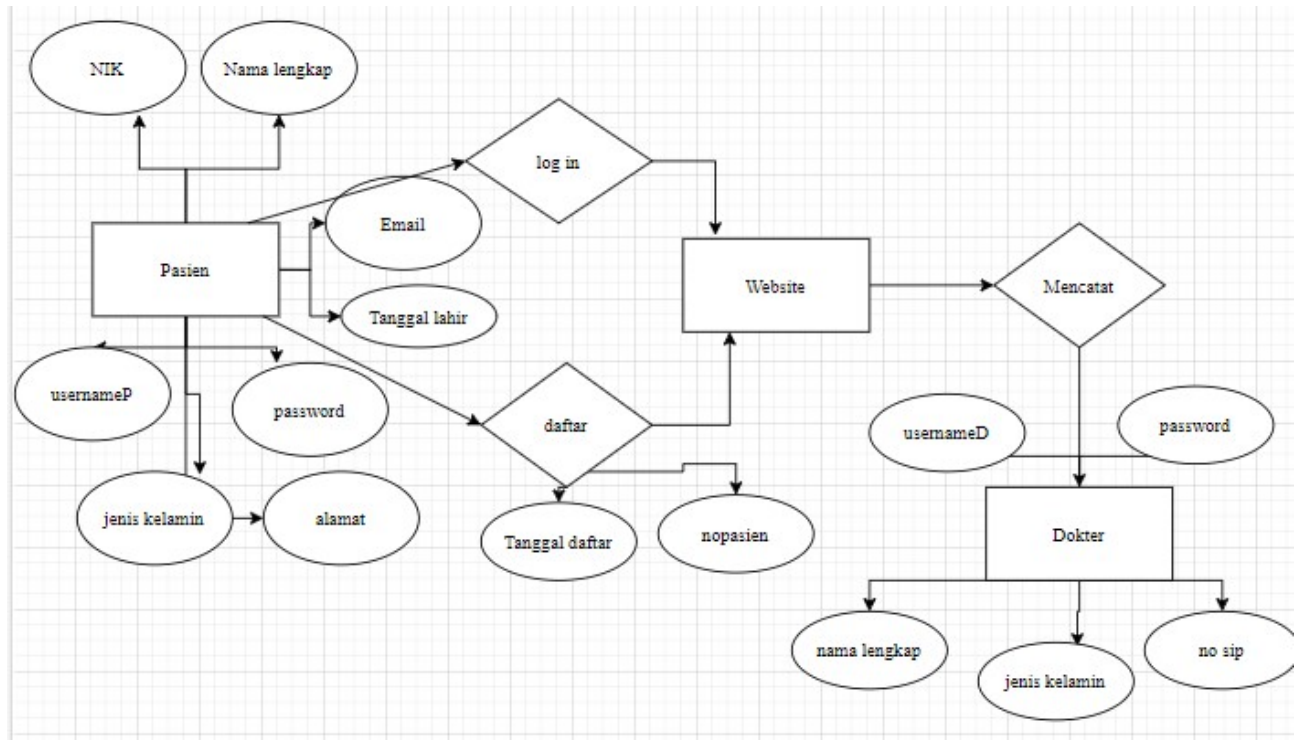 NIK
Nama lengkap
log in
Email
Pasien
Website
Mencatat
Tanggal lahir
usernameP
password
daftar
usernameD
password
jenis kelamin
alamat
Tanggal daftar
nopasien
Dokter
nama lengkap
jenis kelamin
no sip